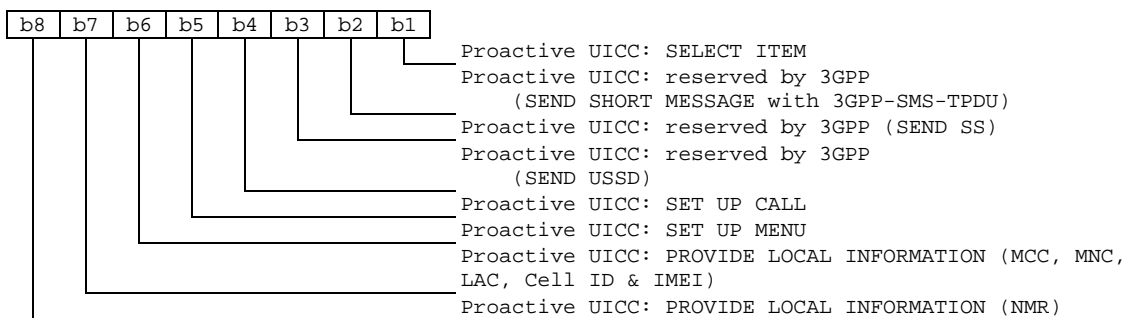 b8 b7 b6 b5 b4 b3 b2 b1
Proactive UICC: SELECT ITEM
Proactive UICC: reserved by 3GPP
(SEND SHORT MESSAGE with 3GPP-SMS-TPDU)
Proactive UICC: reserved by 3GPP (SEND SS)
Proactive UICC: reserved by 3GPP
(SEND USSD)
Proactive UICC: SET UP CALL
Proactive UICC: SET UP MENU
Proactive UICC: PROVIDE LOCAL INFORMATION (MCC, MNC,
LAC, Cell ID & IMEI)
Proactive UICC: PROVIDE LOCAL INFORMATION (NMR)